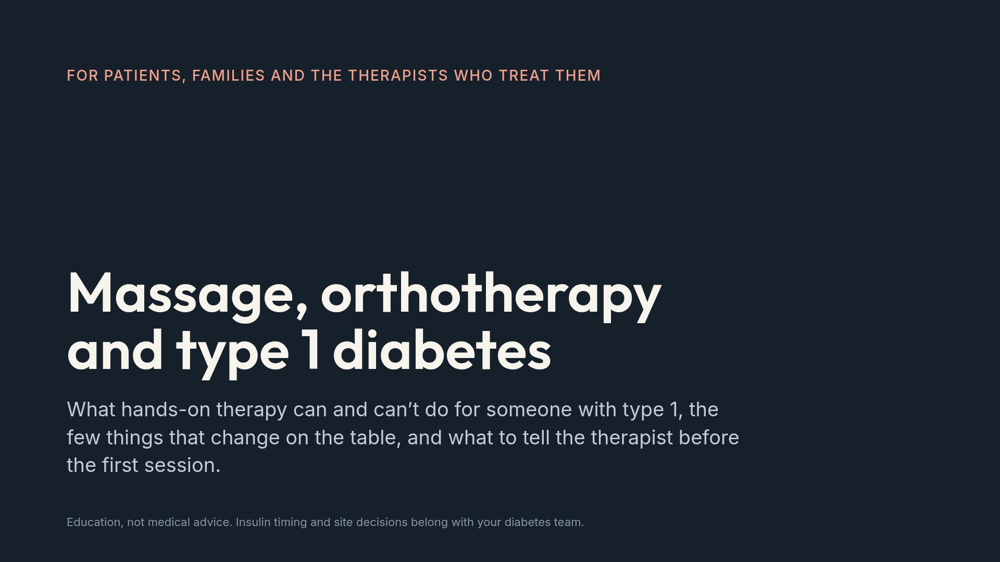 FOR PATIENTS, FAMILIES AND THE THERAPISTS WHO TREAT THEM
Massage, orthotherapy
and type 1 diabetes
What hands-on therapy can and can’t do for someone with type 1, the
few things that change on the table, and what to tell the therapist before
the first session.
Education, not medical advice. Insulin timing and site decisions belong with your diabetes team.